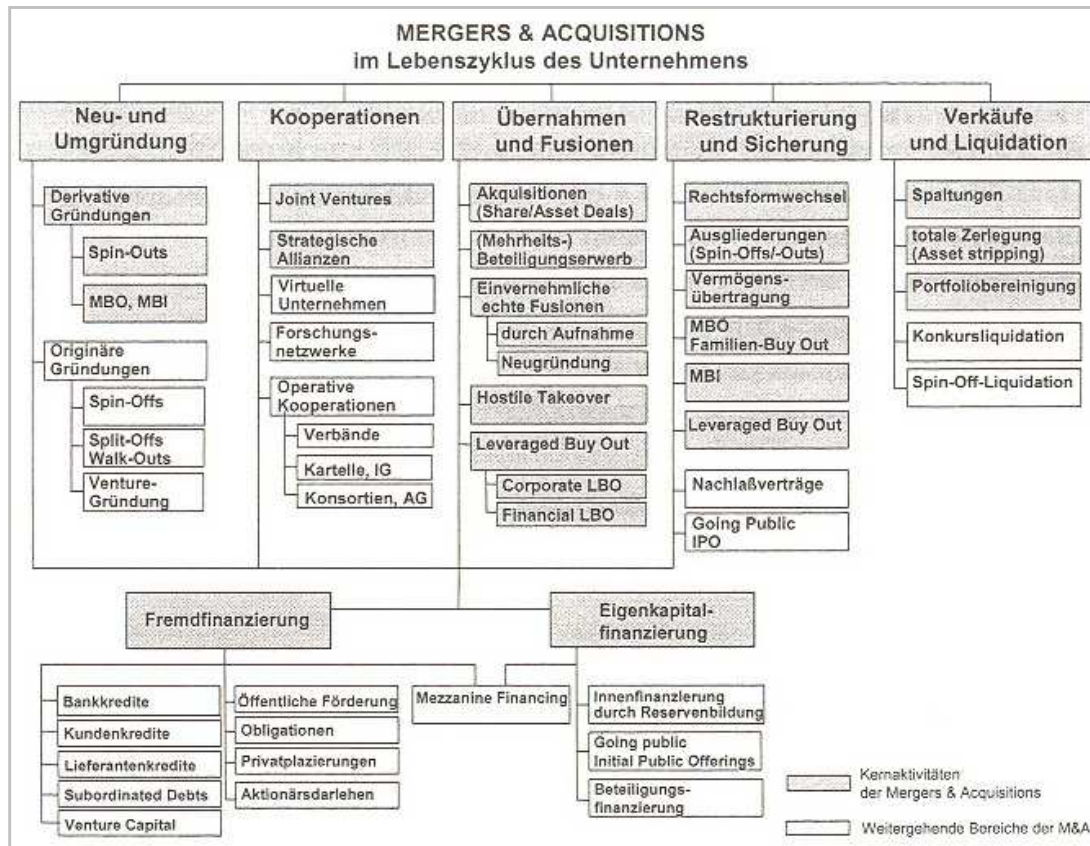 MERGERS & ACQUISITIONS
im Lebenszyklus des Unternehmens
Neu- und
Umgründung
Derivative
Gründungen
Spin-Outs
MBO, MBI
Originäre
Gründungen
Spin-Offs
Split-Offs
Walk-Outs
Venture-
Gründung
Kooperationen
Joint Ventures
Strategische
Allianzen
Virtuelle
Unternehmen
Forschungs-
netzwerke
Operative
Kooperationen
Verbände
Kartelle, IG
Konsortien, AG
Übernahmen
und Fusionen
Akquisitionen
(Share/Asset Deals)
(Mehrheits-)
Beteiligungserwerb
Einvernehmliche
echte Fusionen
durch Aufnahme
Neugründung
Hostile Takeover
Leveraged Buy Out
Corporate LBO
Financial LBO
Restrukturierung
und Sicherung
Rechtsformwechsel
Ausgliederungen
(Spin-Offs/-Outs)
Vermögens-
übertragung
MBO
Familien-Buy Out
MBI
Leveraged Buy Out
Nachlaßverträge
Going Public
IPO
Verkäufe
und Liquidation
Spaltungen
totale Zerlegung
(Asset stripping)
Portfoliobereinigung
Konkursliquidation
Spin-Off-Liquidation
Fremdfinanzierung
Bankkredite
Kundenkredite
Lieferantenkredite
Subordinated Debts
Venture Capital
Öffentliche Förderung
Obligationen
Privatplazierungen
Aktionärsdarlehen
Mezzanine Financing
Eigenkapital-
finanzierung
Innenfinanzierung
durch Reservenbildung
Going public
Initial Public Offerings
Beteiligungs-
finanzierung
Kernaktivitäten
der Mergers & Acquisitions
Weitergehende Bereiche der M&A